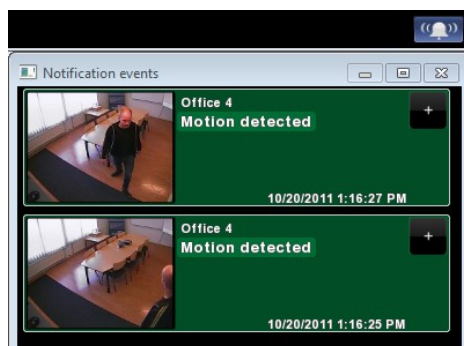 Notification events
Office 4
Motion detected
+
10/20/2011 1:16:27 PM
Office 4
Motion detected
+
10/20/2011 1:16:25 PM